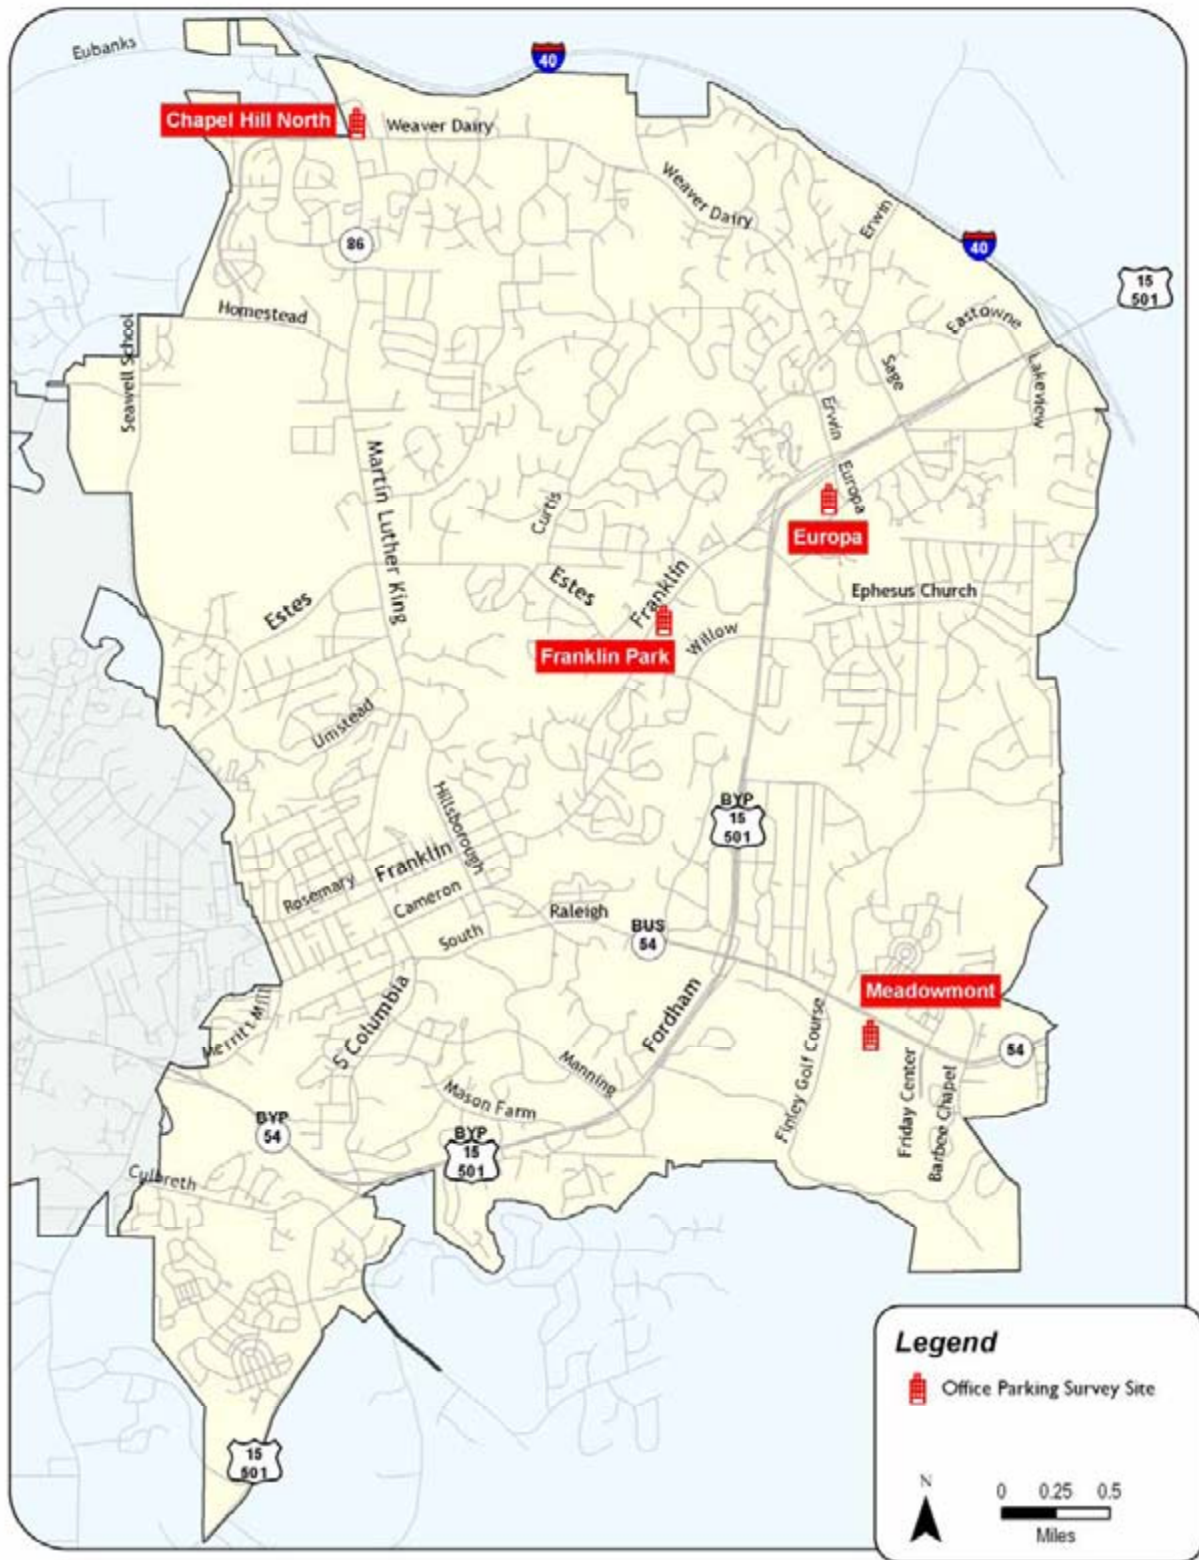 Eubanks
40
Chapel Hill North
Weaver Dairy
Weaver Dairy
Erwin
86
40
15
501
Homestead
Eastowne
Seawell School
Sage
Lakeview
Erwin
Martin Luther King
Europa
Curtis
Europa
Estes
Franklin
Ephesus Church
Estes
Willow
Franklin Park
Umstead
Hillsborough
BYP
15
501
Franklin
Rosemary
Cameron
Raleigh
South
BUS
54
Meadowmont
Merritt's Mill
S Columbia
Fordham
Finley Golf Course
54
Manning
Friday Center
Barbee Chapel
Mason Farm
BYP
54
BYP
15
501
Culbreth
15
501
Legend
Office Parking Survey Site
N
0 0.25 0.5
Miles